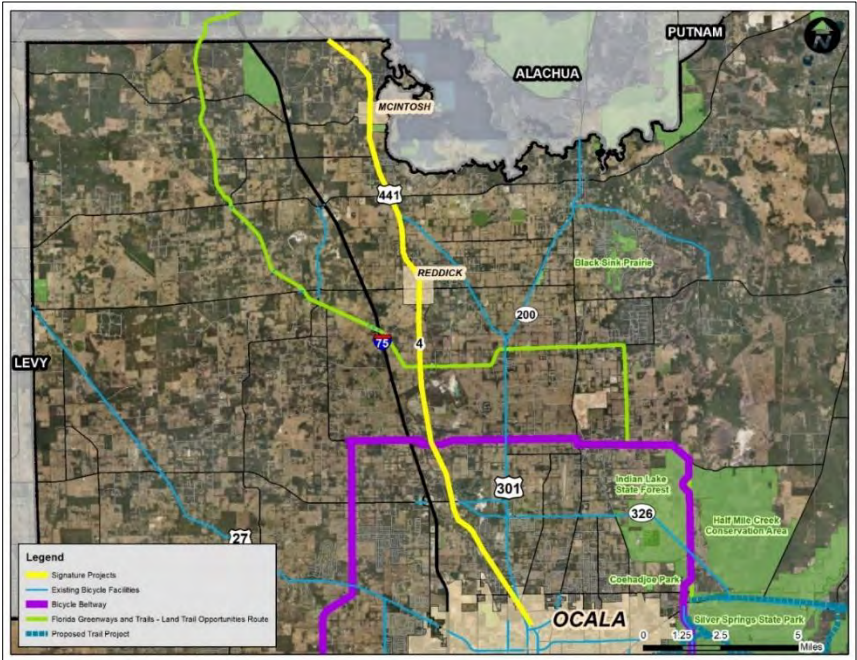 PUTNAM
N
ALACHUA
MCINTOSH
441
Black Sink Prairie
REDDICK
200
75
4
LEVY
301
Indian Lake
State Forest
326
Half Mile Creek
Conservation Area
27
Coehadjoe Park
OCALA
Silver Springs State Park
0 1.25 2.5 5
Miles
Legend
Signature Projects
Existing Bicycle Facilities
Bicycle Beltway
Florida Greenways and Trails - Land Trail Opportunities Route
Proposed Trail Project